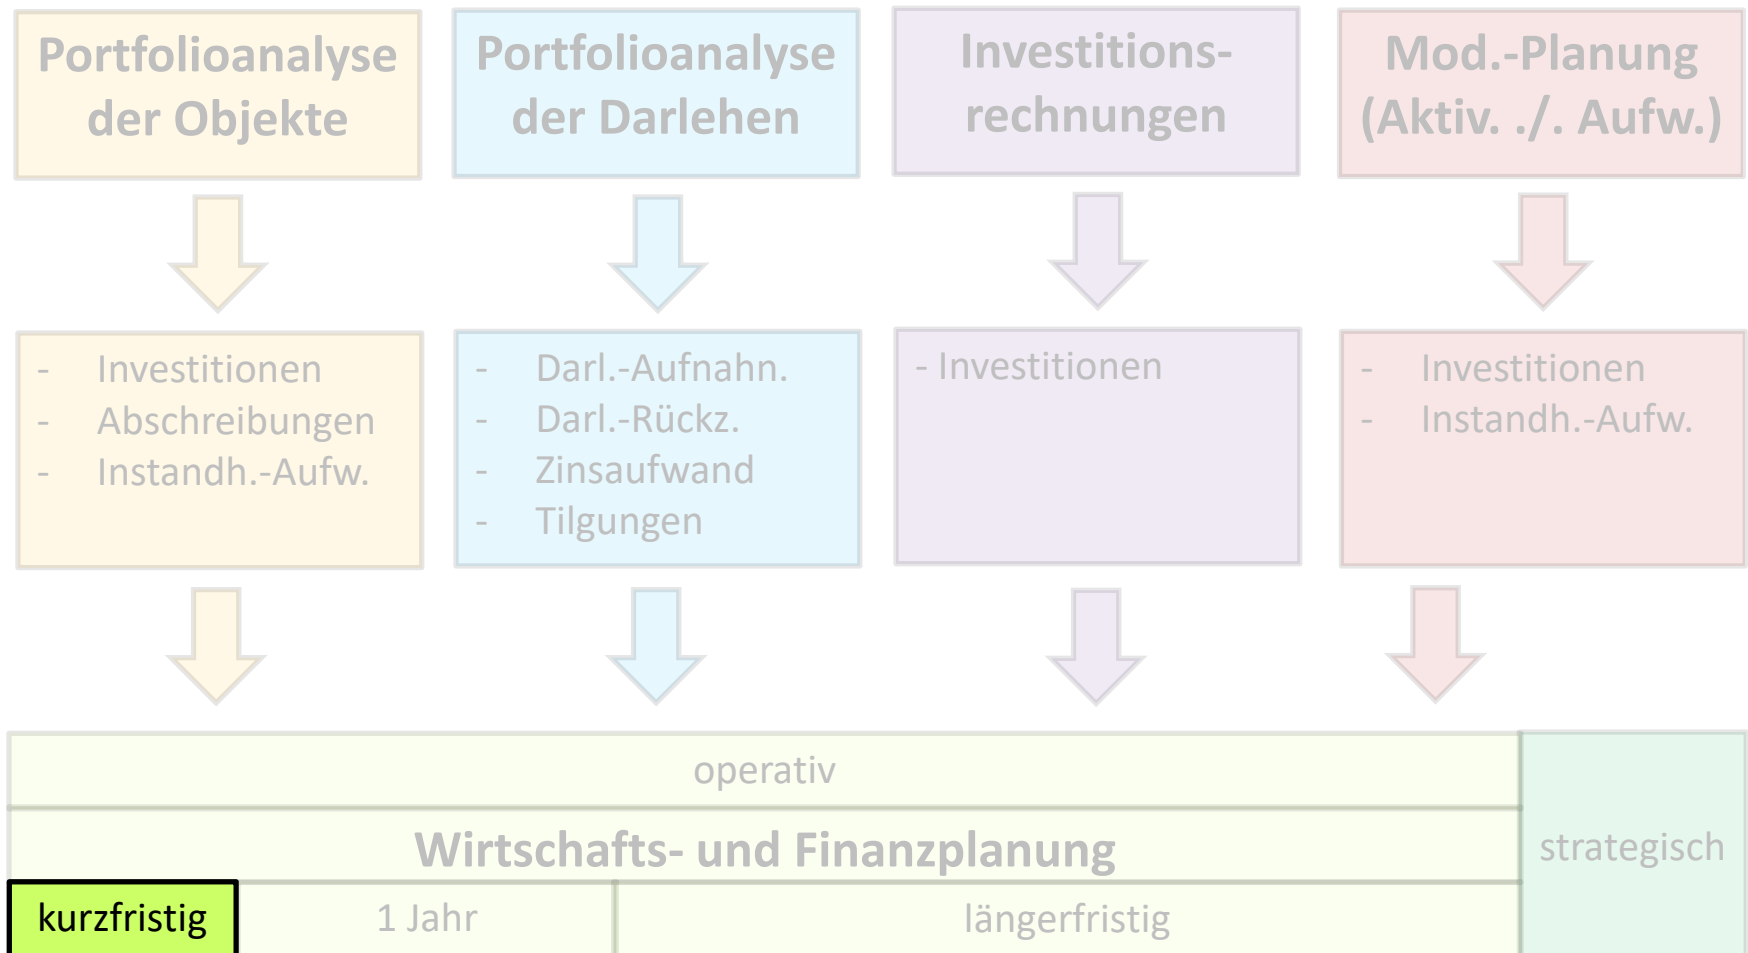 Portfolioanalyse
der Objekte
Portfolioanalyse
der Darlehen
Investitions-
rechnungen
Mod.-Planung
(Aktiv. ./. Aufw.)
- Investitionen
- Abschreibungen
- Instandh.-Aufw.
- Darl.-Aufnahn.
- Darl.-Rückz.
- Zinsaufwand
- Tilgungen
- Investitionen
- Investitionen
- Instandh.-Aufw.
operativ
Wirtschafts- und Finanzplanung
strategisch
kurzfristig
1 Jahr
längerfristig